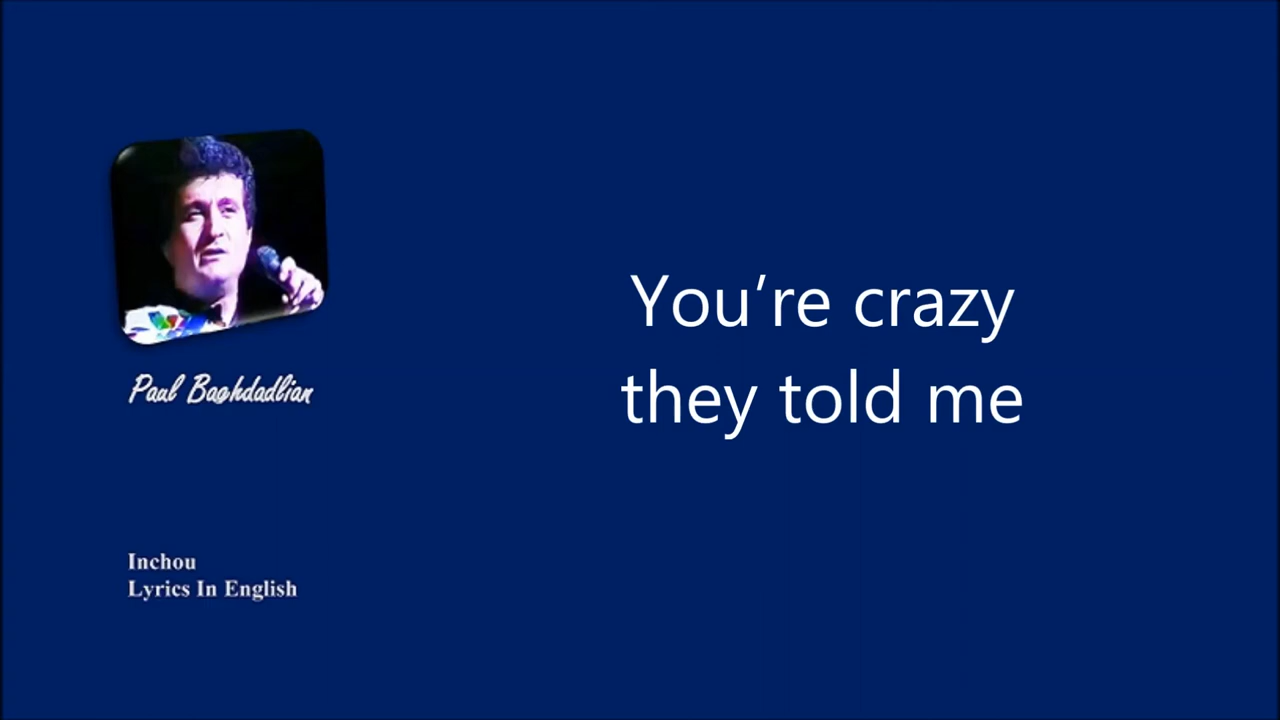 Paul Baghdadlian
Inchou
Lyrics In English
You’re crazy
they told me